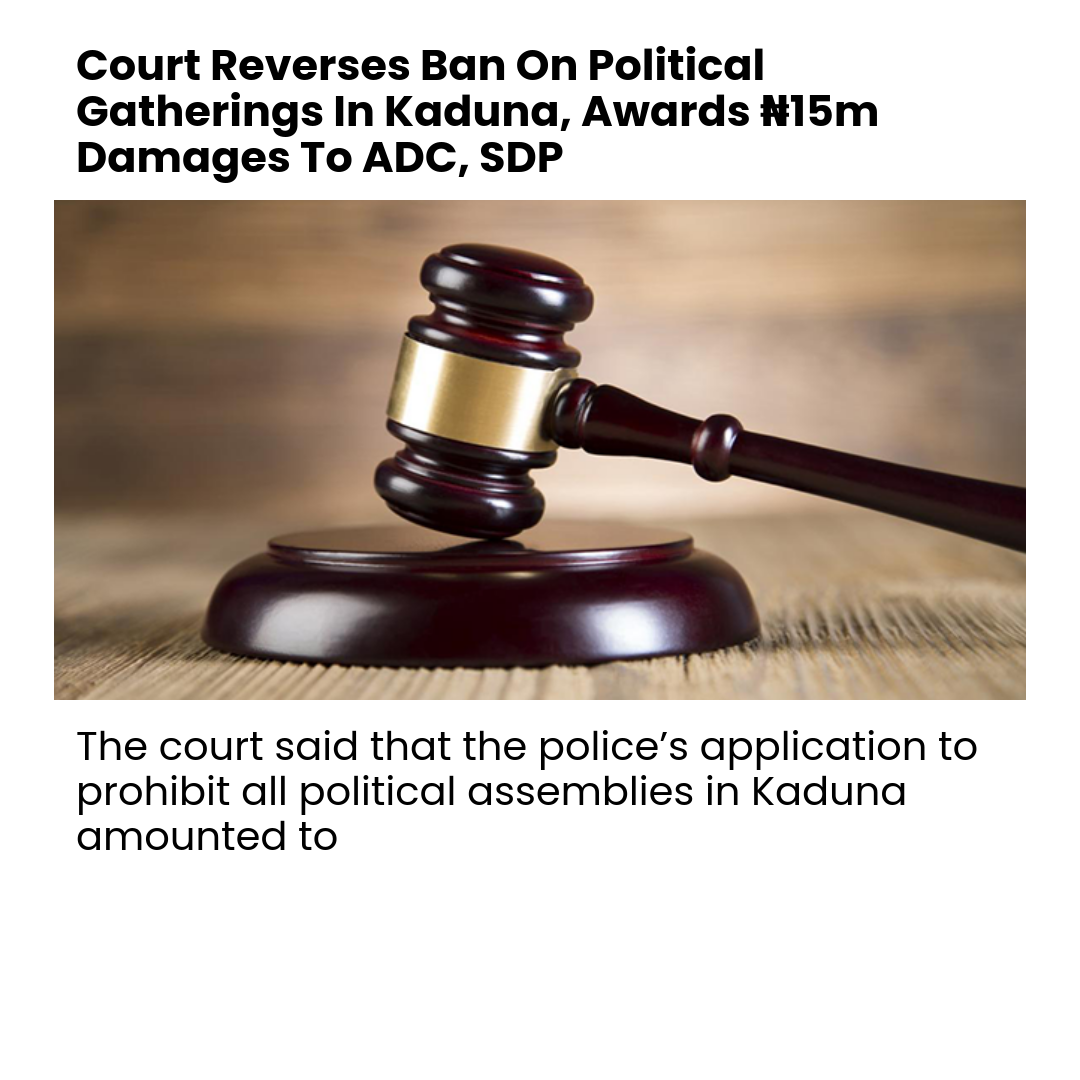 Court Reverses Ban On Political
Gatherings In Kaduna, Awards ₦15m
Damages To ADC, SDP
The court said that the police’s application to
prohibit all political assemblies in Kaduna
amounted to